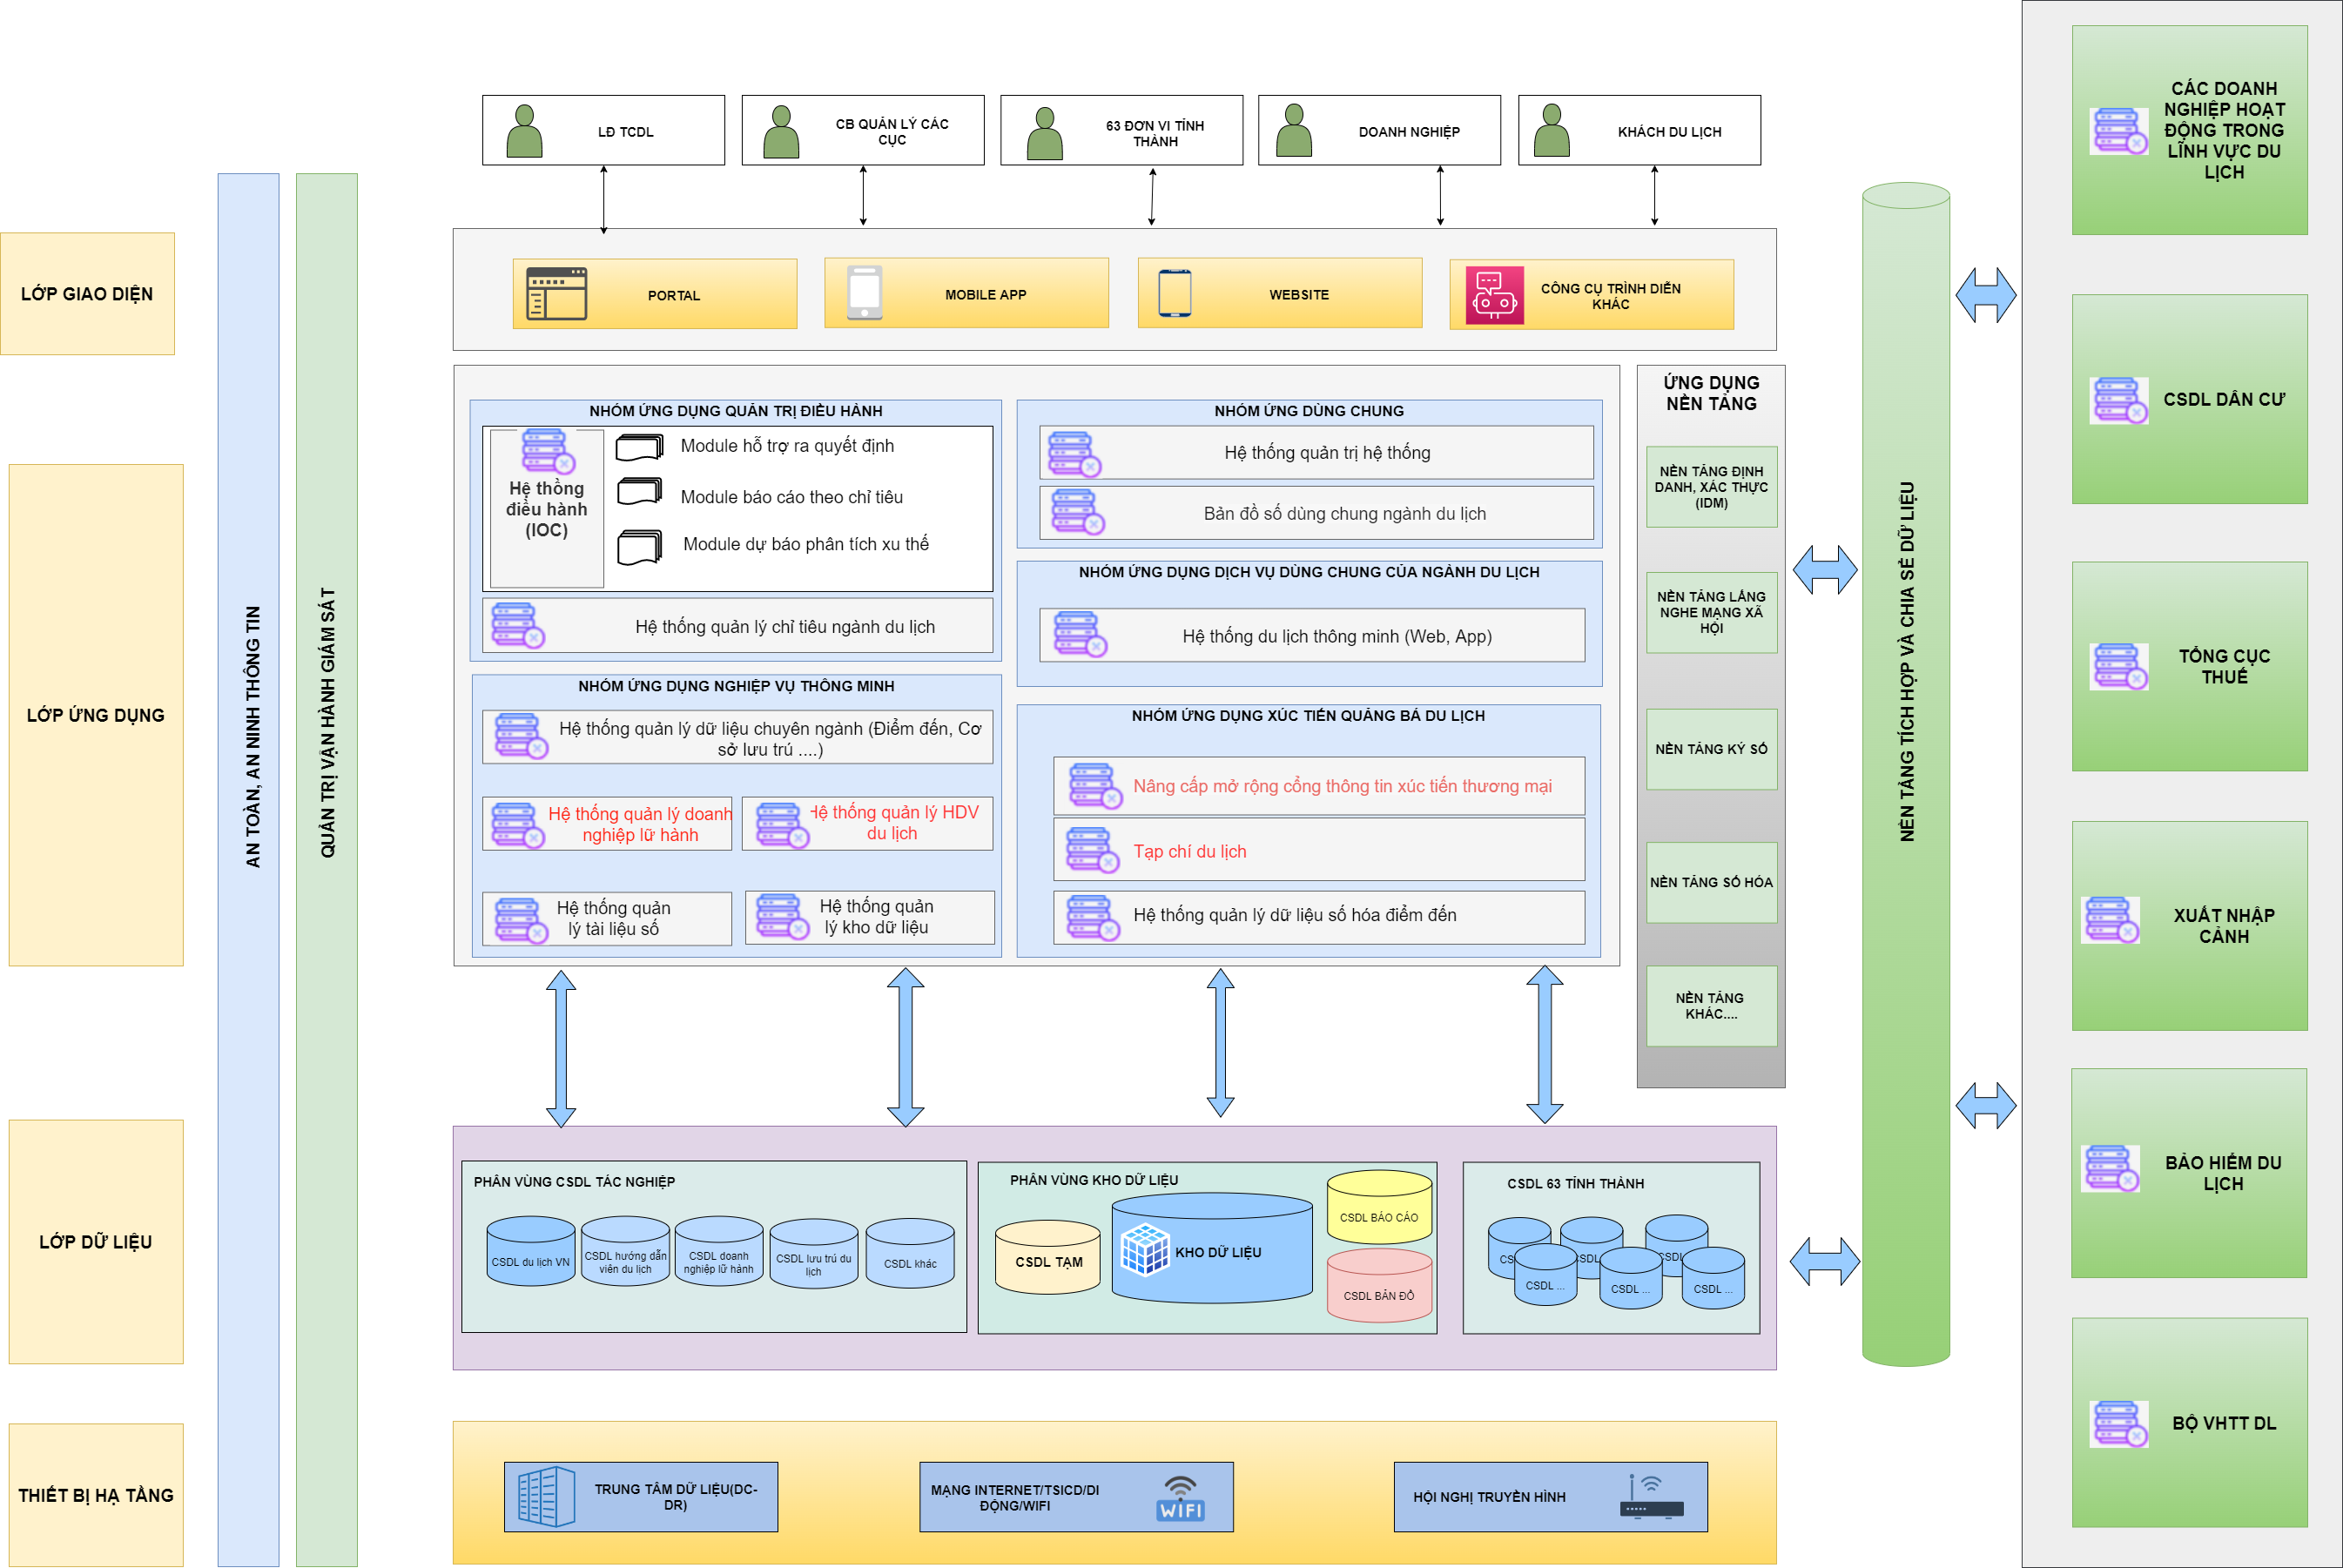 LĐ TCDL
CB QUẢN LÝ CÁC
CỤC
63 ĐƠN VI TỈNH
THÀNH
DOANH NGHIỆP
KHÁCH DU LỊCH
LỚP GIAO DIỆN
PORTAL
MOBILE APP
WEBSITE
CÔNG CỤ TRÌNH DIỄN
KHÁC
LỚP ỨNG DỤNG
AN TOÀN, AN NINH THÔNG TIN
QUẢN TRỊ VẬN HÀNH GIÁM SÁT
NHÓM ỨNG DỤNG QUẢN TRỊ ĐIỀU HÀNH
Hệ thống
điều hành
(IOC)
Module hỗ trợ ra quyết định
Module báo cáo theo chỉ tiêu
Module dự báo phân tích xu thế
Hệ thống quản lý chỉ tiêu ngành du lịch
NHÓM ỨNG DỤNG NGHIỆP VỤ THÔNG MINH
Hệ thống quản lý dữ liệu chuyên ngành (Điểm đến, Cơ
sở lưu trú ....)
Hệ thống quản lý doanh
nghiệp lữ hành
Hệ thống quản lý HDV
du lịch
Hệ thống quản
lý tài liệu số
Hệ thống quản
lý kho dữ liệu
NHÓM ỨNG DÙNG CHUNG
Hệ thống quản trị hệ thống
Bản đồ số dùng chung ngành du lịch
NHÓM ỨNG DỤNG DỊCH VỤ DÙNG CHUNG CỦA NGÀNH DU LỊCH
Hệ thống du lịch thông minh (Web, App)
NHÓM ỨNG DỤNG XÚC TIẾN QUẢNG BÁ DU LỊCH
Nâng cấp mở rộng cổng thông tin xúc tiến thương mại
Tạp chí du lịch
Hệ thống quản lý dữ liệu số hóa điểm đến
ỨNG DỤNG
NỀN TẢNG
NỀN TẢNG ĐỊNH
DANH, XÁC THỰC
(IDM)
NỀN TẢNG LẮNG
NGHE MẠNG XÃ
HỘI
NỀN TẢNG KÝ SỐ
NỀN TẢNG SỐ HÓA
NỀN TẢNG
KHÁC....
NỀN TẢNG TÍCH HỢP VÀ CHIA SẺ DỮ LIỆU
CÁC DOANH
NGHIỆP HOẠT
ĐỘNG TRONG
LĨNH VỰC DU
LỊCH
CSDL DÂN CƯ
TỔNG CỤC
THUẾ
XUẤT NHẬP
CẢNH
BẢO HIỂM DU
LỊCH
BỘ VHTT DL
LỚP DỮ LIỆU
PHÂN VÙNG CSDL TÁC NGHIỆP
CSDL du lịch VN
CSDL hướng dẫn
viên du lịch
CSDL doanh
nghiệp lữ hành
CSDL lưu trú du
lịch
CSDL khác
PHÂN VÙNG KHO DỮ LIỆU
CSDL TẠM
KHO DỮ LIỆU
CSDL BÁO CÁO
CSDL BẢN ĐỒ
CSDL 63 TỈNH THÀNH
CSDL ...
CSDL ...
CSDL ...
THIẾT BỊ HẠ TẦNG
TRUNG TÂM DỮ LIỆU(DC-
DR)
MẠNG INTERNET/TSICD/DI
ĐỘNG/WIFI
WIFI
HỘI NGHỊ TRUYỀN HÌNH